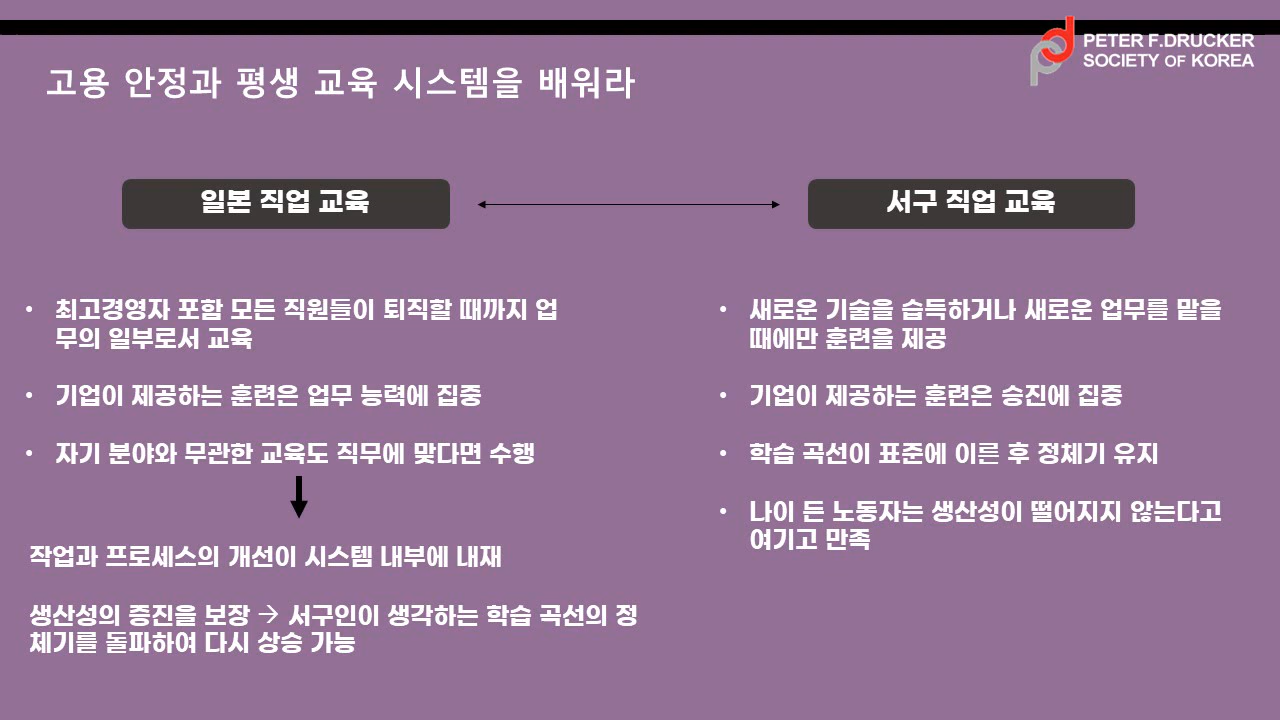 PETER F.DRUCKER
SOCIETY OF KOREA
고용 안정과 평생 교육 시스템을 배워라
일본 직업 교육
서구 직업 교육
• 최고경영자 포함 모든 직원들이 퇴직할 때까지 업
무의 일부로서 교육
• 기업이 제공하는 훈련은 업무 능력에 집중
• 자기 분야와 무관한 교육도 직무에 맞다면 수행
작업과 프로세스의 개선이 시스템 내부에 내재
생산성의 증진을 보장 → 서구인이 생각하는 학습 곡선의 정
체기를 돌파하여 다시 상승 가능
• 새로운 기술을 습득하거나 새로운 업무를 맡을
때에만 훈련을 제공
• 기업이 제공하는 훈련은 승진에 집중
• 학습 곡선이 표준에 이른 후 정체기 유지
• 나이 든 노동자는 생산성이 떨어지지 않는다고
여기고 만족